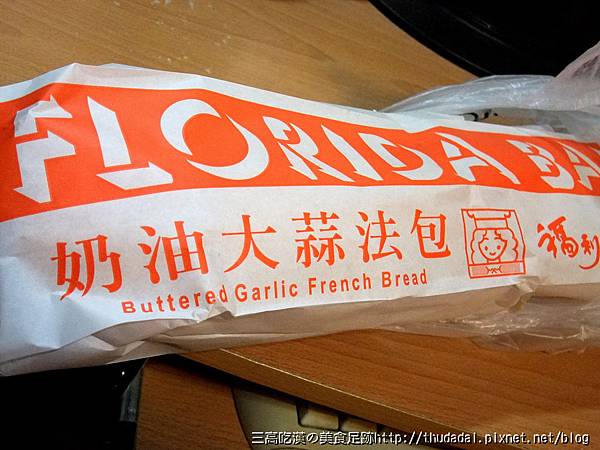 FLORIDA BA
奶油大蒜法包
Buttered Garlic French Bread
福利
三高吃漢の美食足跡http://thudadai.pixnet.net/blog